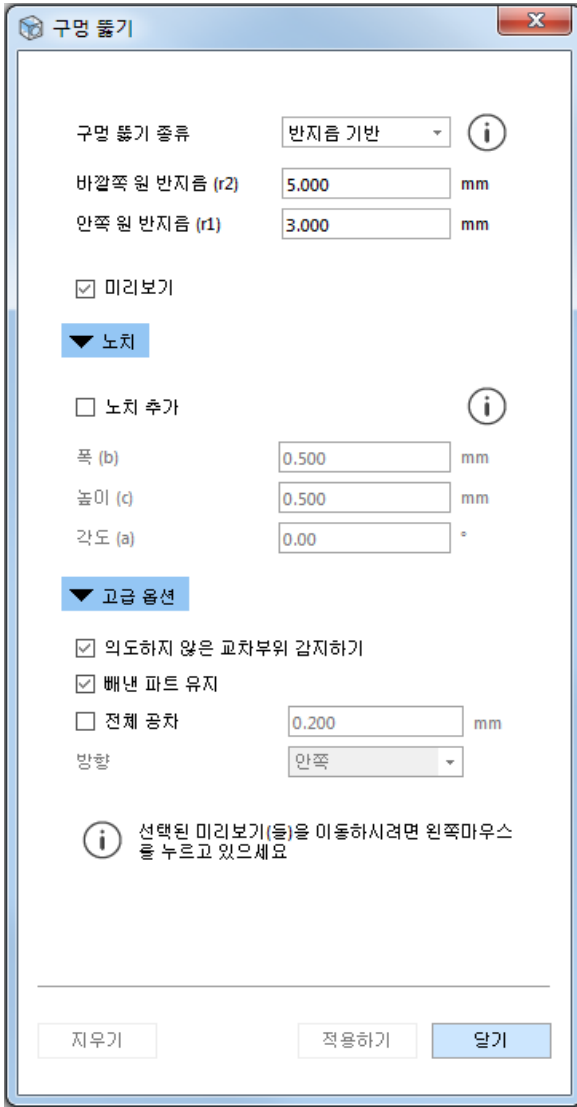 구멍 뚫기
구멍 뚫기 종류 반지음 기반
바깥쪽 원 반지음 (r2) 5.000 mm
안쪽 원 반지음 (r1) 3.000 mm
미리보기
노치
노치 추가
폭 (b) 0.500 mm
높이 (c) 0.500 mm
각도 (a) 0.00 °
고급 옵션
의도하지 않은 교차부위 감지하기
빼낸 파트 유지
전체 공차 0.200 mm
방향 안쪽
선택된 미리보기(들)을 이동하시려면 왼쪽마우스
를 누르고 있으세요
지우기 적용하기 닫기